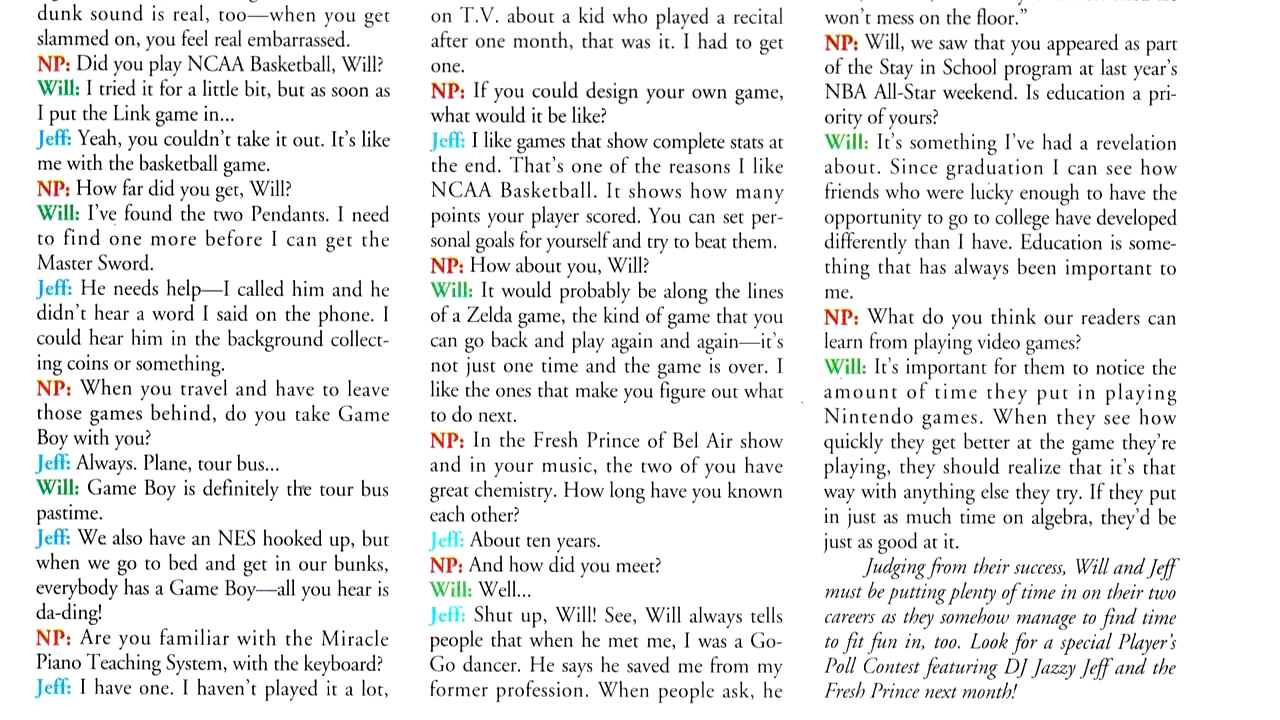 dunk sound is real, too—when you get
slammed on, you feel real embarrassed.
NP: Did you play NCAA Basketball, Will?
Will: I tried it for a little bit, but as soon as
I put the Link game in...
Jeff: Yeah, you couldn't take it out. It's like
me with the basketball game.
NP: How far did you get, Will?
Will: I've found the two Pendants. I need
to find one more before I can get the
Master Sword.
Jeff: He needs help—I called him and he
didn't hear a word I said on the phone. I
could hear him in the background collect-
ing coins or something.
NP: When you travel and have to leave
those games behind, do you take Game
Boy with you?
Jeff: Always. Plane, tour bus...
Will: Game Boy is definitely the tour bus
pastime.
Jeff: We also have an NES hooked up, but
when we go to bed and get in our bunks,
everybody has a Game Boy—all you hear is
da-ding!
NP: Are you familiar with the Miracle
Piano Teaching System, with the keyboard?
Jeff: I have one. I haven't played it a lot,
on T.V. about a kid who played a recital
after one month, that was it. I had to get
one.
NP: If you could design your own game,
what would it be like?
Jeff: I like games that show complete stats at
the end. That's one of the reasons I like
NCAA Basketball. It shows how many
points your player scored. You can set per-
sonal goals for yourself and try to beat them.
NP: How about you, Will?
Will: It would probably be along the lines
of a Zelda game, the kind of game that you
can go back and play again and again—it's
not just one time and the game is over. I
like the ones that make you figure out what
to do next.
NP: In the Fresh Prince of Bel Air show
and in your music, the two of you have
great chemistry. How long have you known
each other?
Jeff: About ten years.
NP: And how did you meet?
Will: Well...
Jeff: Shut up, Will! See, Will always tells
people that when he met me, I was a Go-
Go dancer. He says he saved me from my
former profession. When people ask, he
won't mess on the floor."
NP: Will, we saw that you appeared as part
of the Stay in School program at last year's
NBA All-Star weekend. Is education a pri-
ority of yours?
Will: It's something I've had a revelation
about. Since graduation I can see how
friends who were lucky enough to have the
opportunity to go to college have developed
differently than I have. Education is some-
thing that has always been important to
me.
NP: What do you think our readers can
learn from playing video games?
Will: It's important for them to notice the
amount of time they put in playing
Nintendo games. When they see how
quickly they get better at the game they're
playing, they should realize that it's that
way with anything else they try. If they put
in just as much time on algebra, they'd be
just as good at it.
Judging from their success, Will and Jeff
must be putting plenty of time in on their two
careers as they somehow manage to find time
to fit fun in, too. Look for a special Player's
Poll Contest featuring DJ Jazzy Jeff and the
Fresh Prince next month!